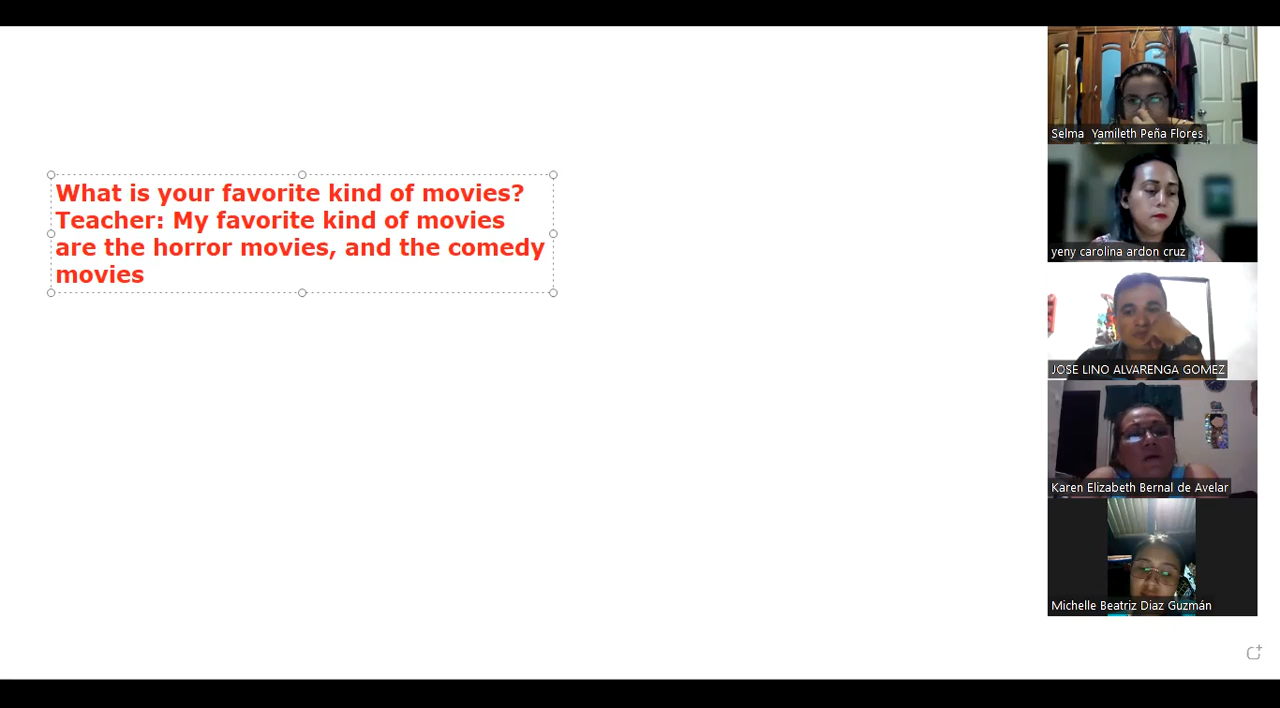 What is your favorite kind of movies?
Teacher: My favorite kind of movies
are the horror movies, and the comedy
movies
Selma Yamileth Peña Flores
yeny carolina ardon cruz
JOSE LINO ALVARENGA GOMEZ
Karen Elizabeth Bernal de Avelar
Michelle Beatriz Diaz Guzmán